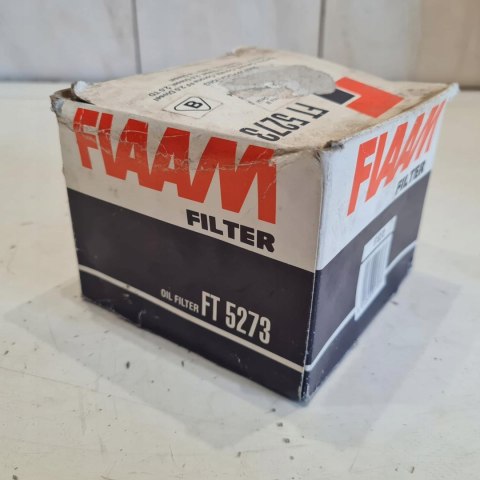 FT 5273
B
FIAAM
FILTER
OIL FILTER FT 5273
FIAAM
FILTER